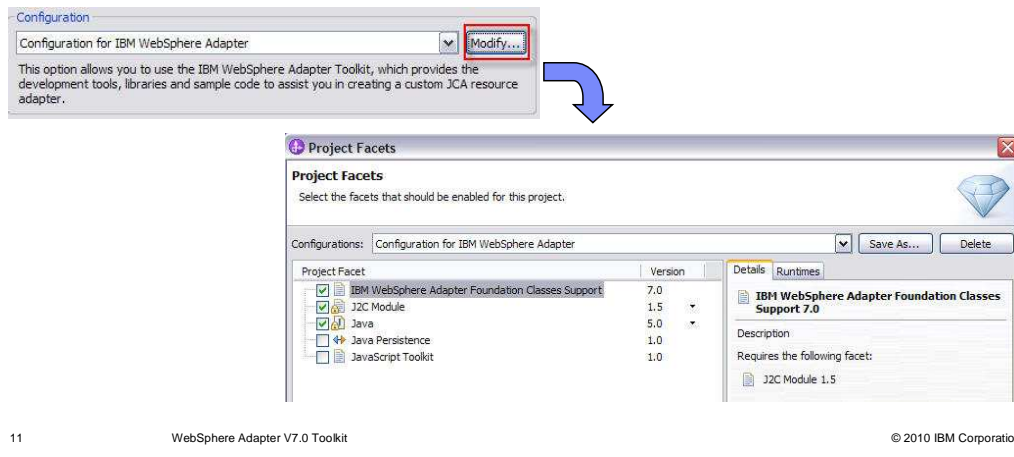 Configuration
Configuration for IBM WebSphere Adapter
Modify...
This option allows you to use the IBM WebSphere Adapter Toolkit, which provides the
development tools, libraries and sample code to assist you in creating a custom JCA resource
adapter.
Project Facets
Project Facets
Select the facets that should be enabled for this project.
Configurations: Configuration for IBM WebSphere Adapter Save As... Delete
Project Facet Version
IBM WebSphere Adapter Foundation Classes Support 7.0
J2C Module 1.5
Java 5.0
Java Persistence 1.0
JavaScript Toolkit 1.0
Details Runtimes
IBM WebSphere Adapter Foundation Classes
Support 7.0
Description
Requires the following facet:
J2C Module 1.5
11 WebSphere Adapter V7.0 Toolkit © 2010 IBM Corporatio